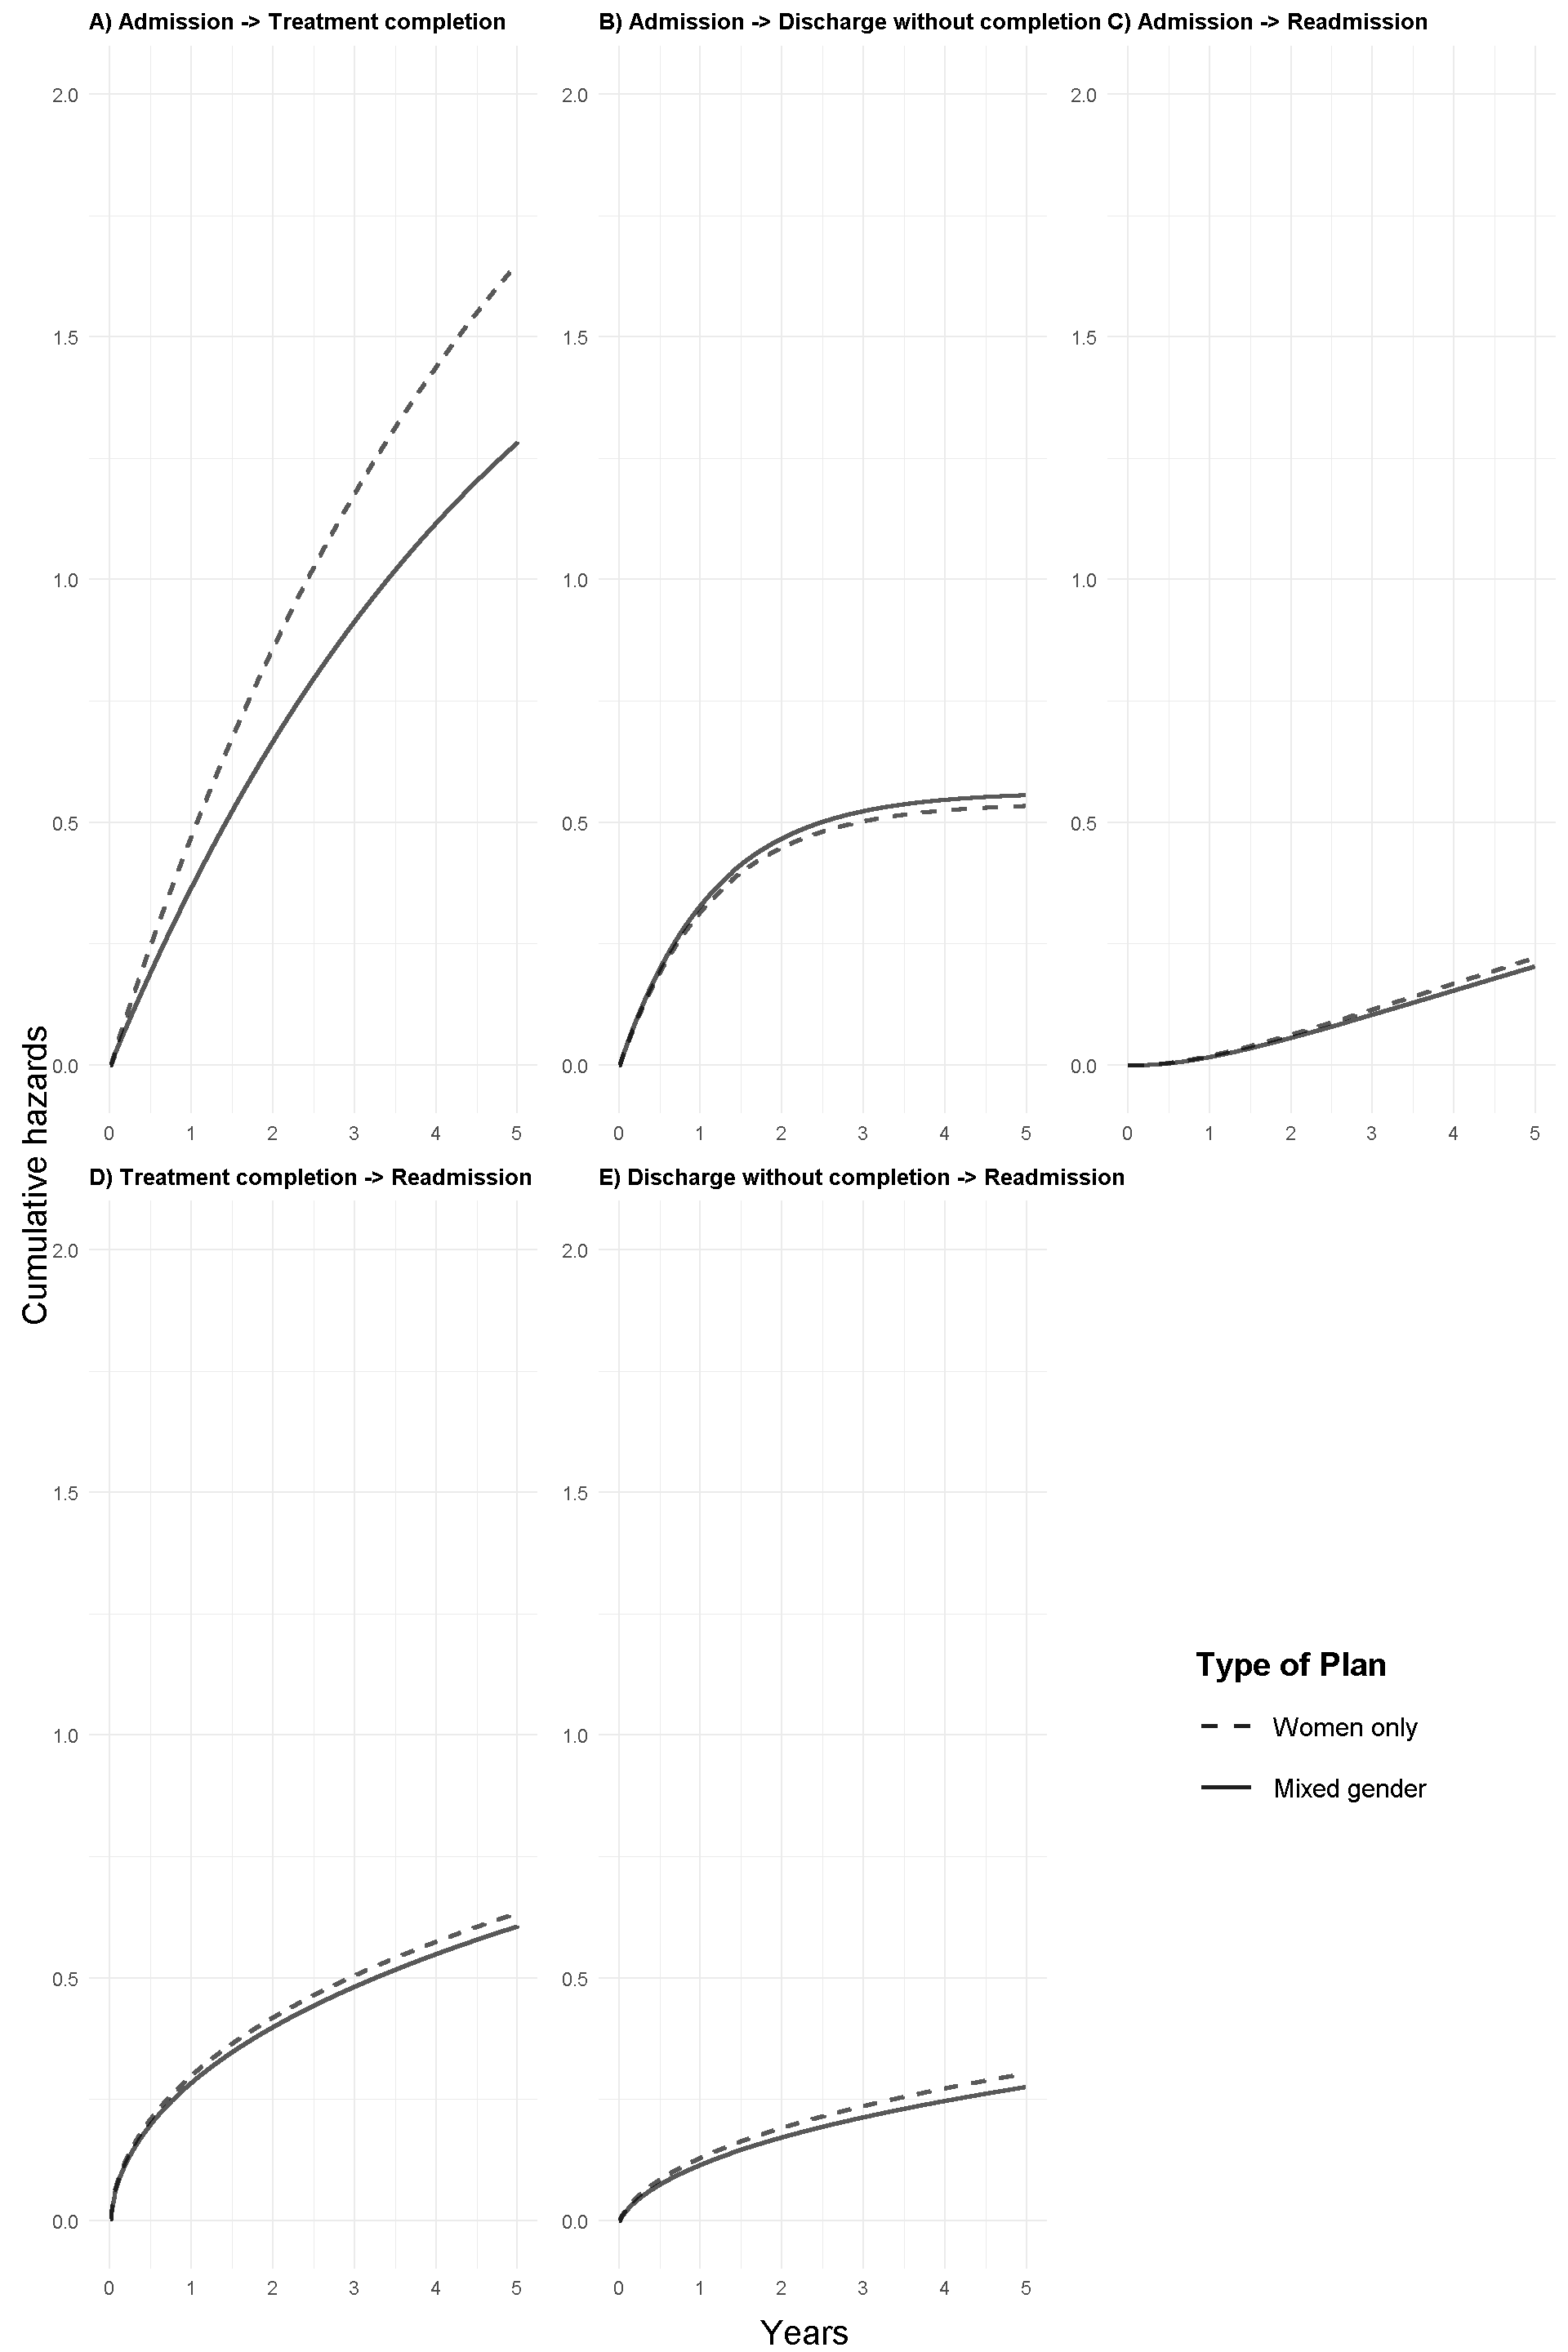 A) Admission -> Treatment completion
B) Admission -> Discharge without completion
C) Admission -> Readmission
2.0
1.5
1.0
0.5
0.0
2.0
1.5
1.0
0.5
0.0
2.0
1.5
1.0
0.5
0.0
0 1 2 3 4 5
0 1 2 3 4 5
0 1 2 3 4 5
Cumulative hazards
D) Treatment completion -> Readmission
E) Discharge without completion -> Readmission
2.0
1.5
1.0
0.5
0.0
2.0
1.5
1.0
0.5
0.0
0 1 2 3 4 5
0 1 2 3 4 5
Type of Plan
Women only
Mixed gender
Years